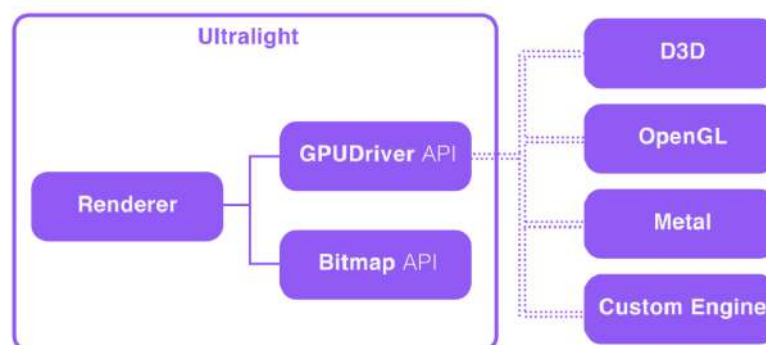 Ultralight
Renderer
GPUDriver API
Bitmap API
D3D
OpenGL
Metal
Custom Engine